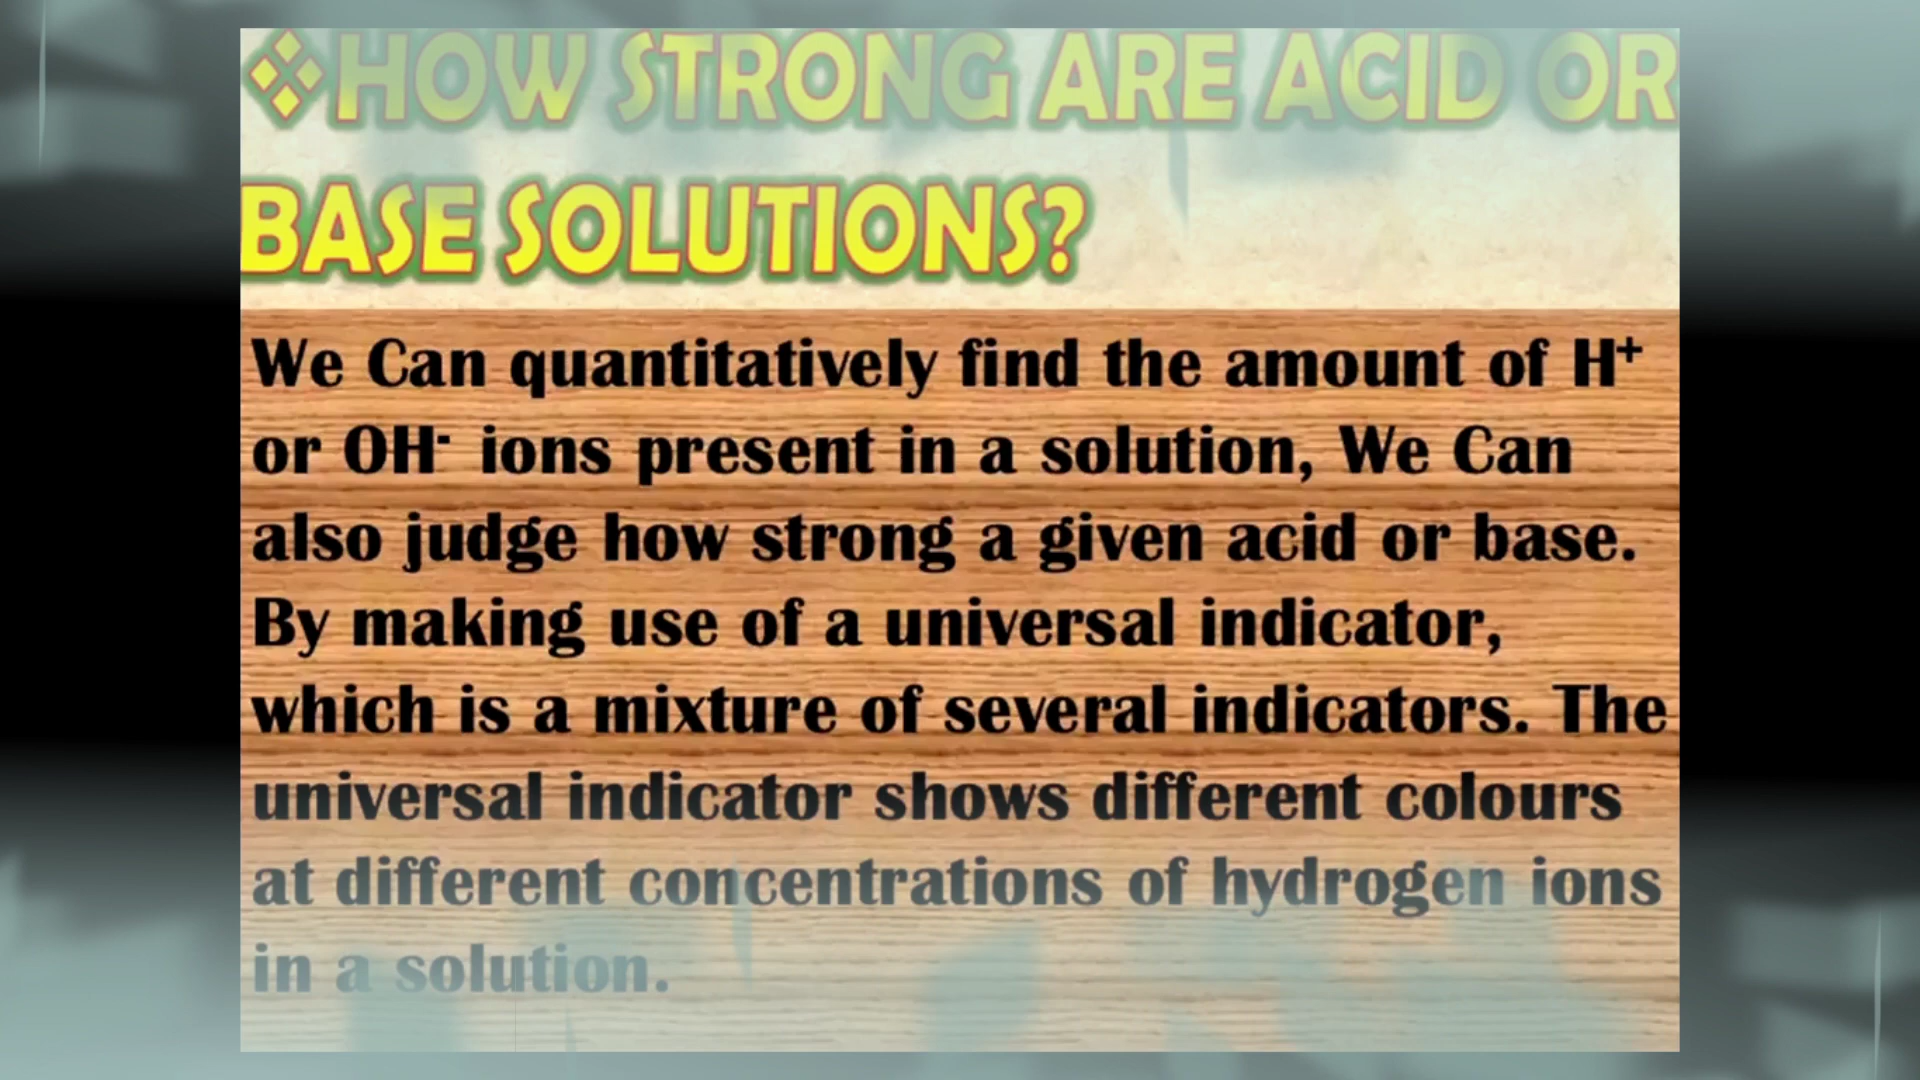 ❖HOW STRONG ARE ACID OR
BASE SOLUTIONS?
We Can quantitatively find the amount of H⁺
or OH⁻ ions present in a solution, We Can
also judge how strong a given acid or base.
By making use of a universal indicator,
which is a mixture of several indicators. The
universal indicator shows different colours
at different concentrations of hydrogen ions
in a solution.